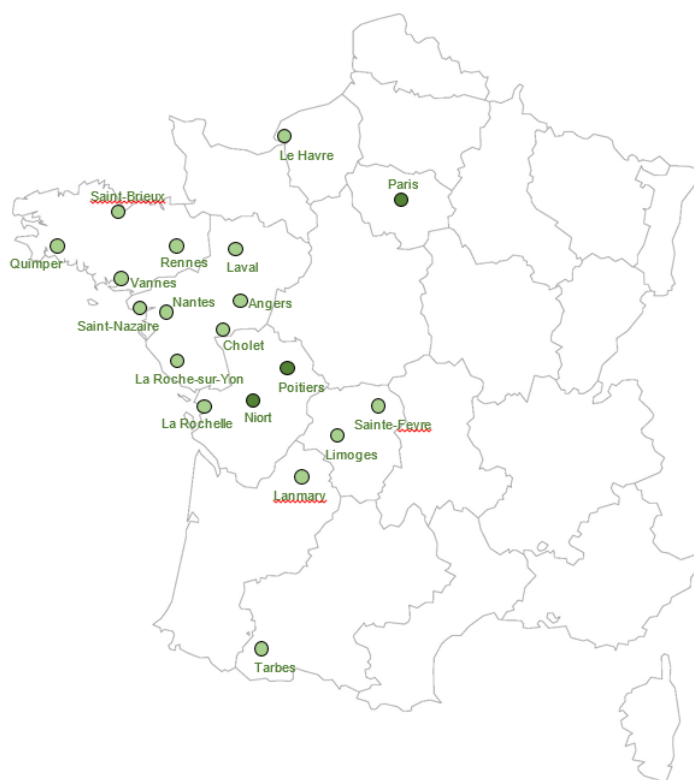 Le Havre
Paris
Saint-Brieux
Quimper
Rennes
Laval
Vannes
Nantes
Angers
Saint-Nazaire
Cholet
La Roche-sur-Yon
Poitiers
La Rochelle
Niort
Sainte-Feyre
Limoges
Lanmary
Tarbes